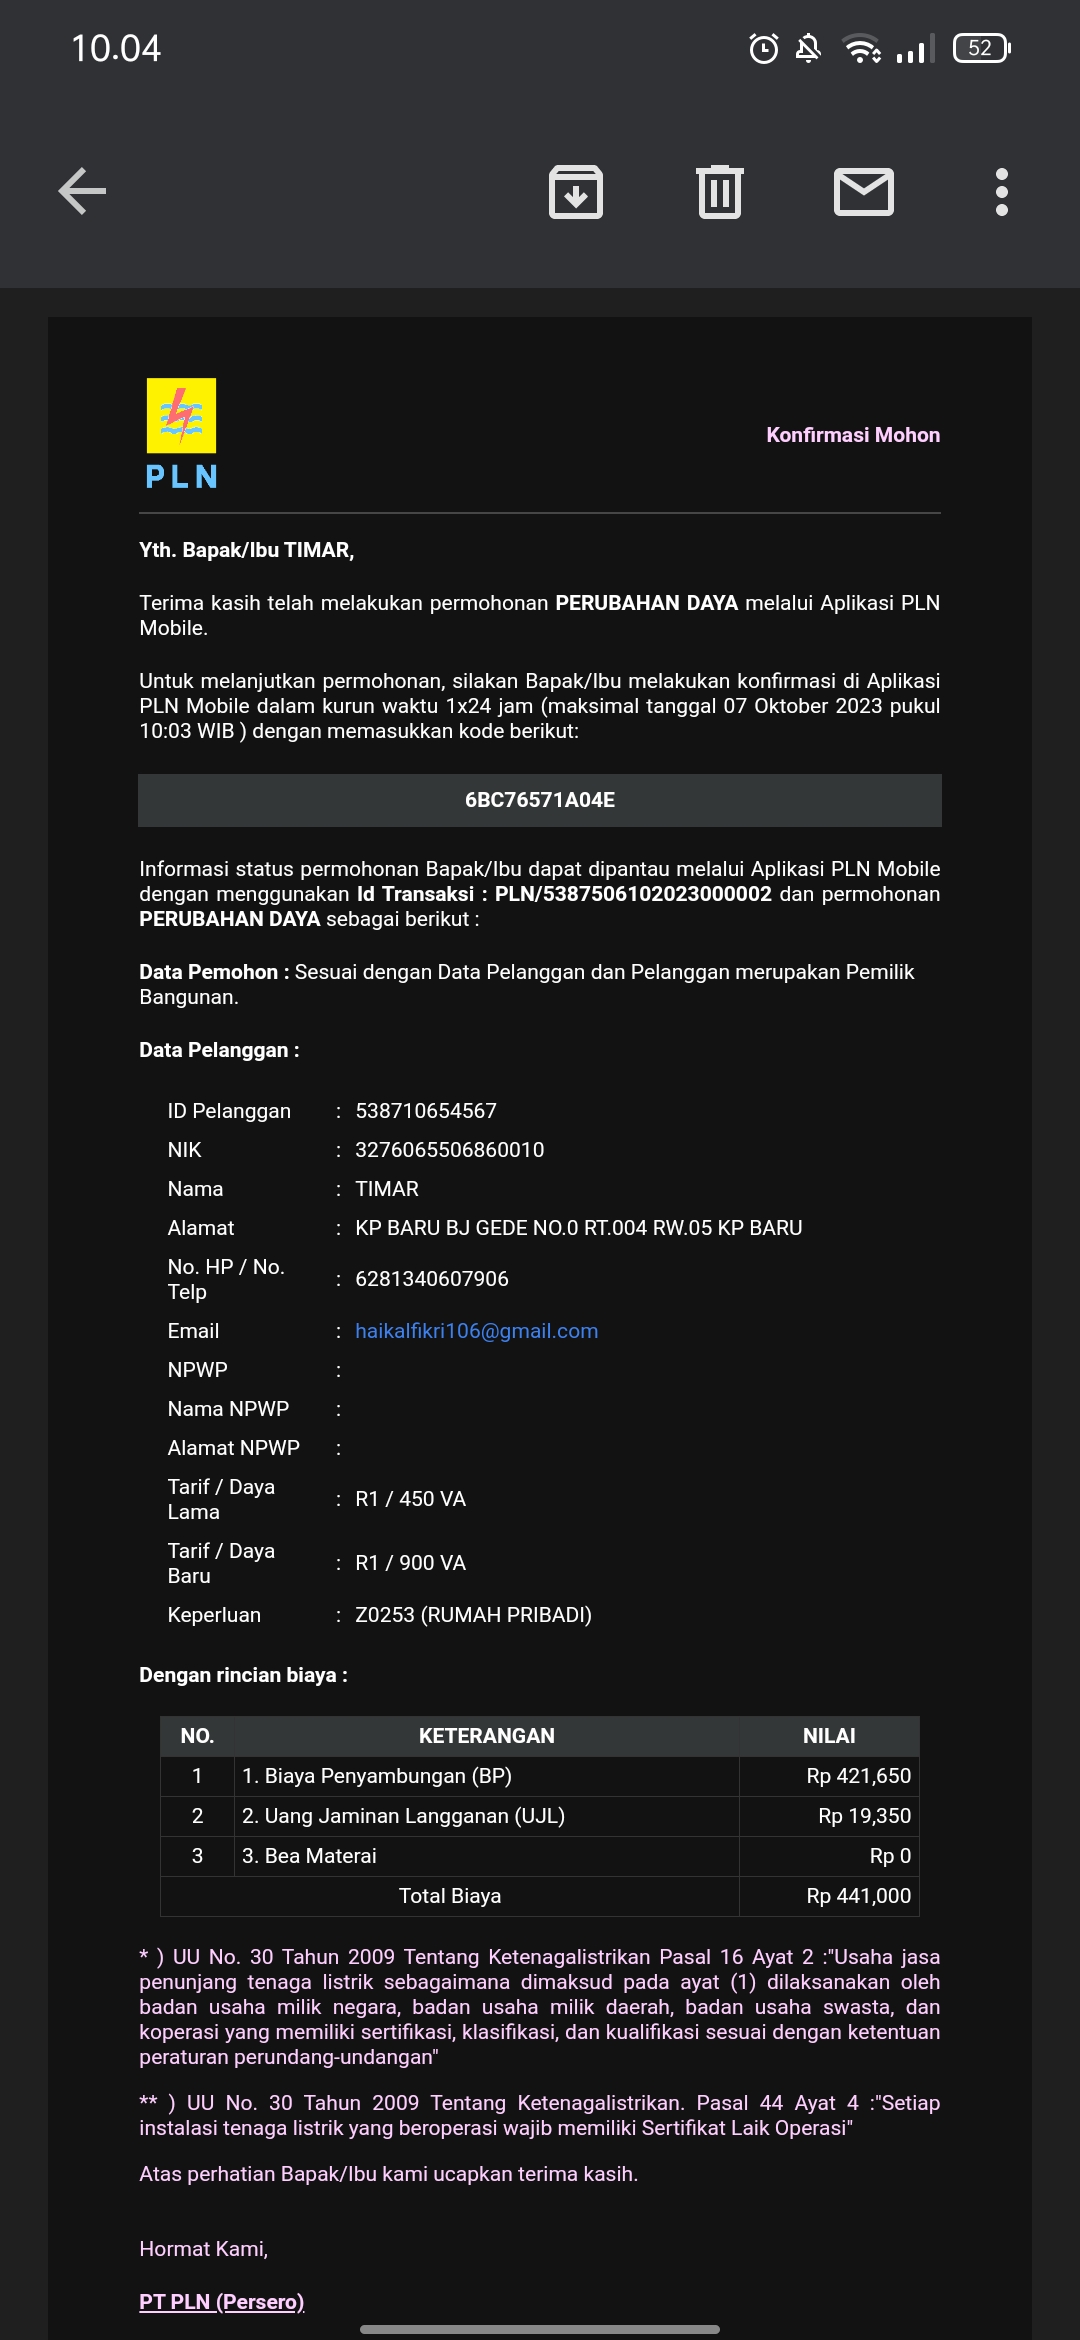 10.04
52
PLN
Konfirmasi Mohon
Yth. Bapak/Ibu TIMAR,
Terima kasih telah melakukan permohonan PERUBAHAN DAYA melalui Aplikasi PLN
Mobile.
Untuk melanjutkan permohonan, silakan Bapak/Ibu melakukan konfirmasi di Aplikasi
PLN Mobile dalam kurun waktu 1x24 jam (maksimal tanggal 07 Oktober 2023 pukul
10:03 WIB ) dengan memasukkan kode berikut:
6BC76571A04E
Informasi status permohonan Bapak/Ibu dapat dipantau melalui Aplikasi PLN Mobile
dengan menggunakan Id Transaksi : PLN/5387506102023000002 dan permohonan
PERUBAHAN DAYA sebagai berikut :
Data Pemohon : Sesuai dengan Data Pelanggan dan Pelanggan merupakan Pemilik
Bangunan.
Data Pelanggan :
ID Pelanggan : 538710654567
NIK : 3276065506860010
Nama : TIMAR
Alamat : KP BARU BJ GEDE NO.0 RT.004 RW.05 KP BARU
No. HP / No.
Telp : 6281340607906
Email : haikalfikri106@gmail.com
NPWP :
Nama NPWP :
Alamat NPWP :
Tarif / Daya
Lama : R1 / 450 VA
Tarif / Daya
Baru : R1 / 900 VA
Keperluan : Z0253 (RUMAH PRIBADI)
Dengan rincian biaya :
NO. KETERANGAN NILAI
1 1. Biaya Penyambungan (BP) Rp 421,650
2 2. Uang Jaminan Langganan (UJL) Rp 19,350
3 3. Bea Materai Rp 0
Total Biaya Rp 441,000
* ) UU No. 30 Tahun 2009 Tentang Ketenagalistrikan Pasal 16 Ayat 2 :"Usaha jasa
penunjang tenaga listrik sebagaimana dimaksud pada ayat (1) dilaksanakan oleh
badan usaha milik negara, badan usaha milik daerah, badan usaha swasta, dan
koperasi yang memiliki sertifikasi, klasifikasi, dan kualifikasi sesuai dengan ketentuan
peraturan perundang-undangan"
** ) UU No. 30 Tahun 2009 Tentang Ketenagalistrikan. Pasal 44 Ayat 4 :"Setiap
instalasi tenaga listrik yang beroperasi wajib memiliki Sertifikat Laik Operasi"
Atas perhatian Bapak/Ibu kami ucapkan terima kasih.
Hormat Kami,
PT PLN (Persero)